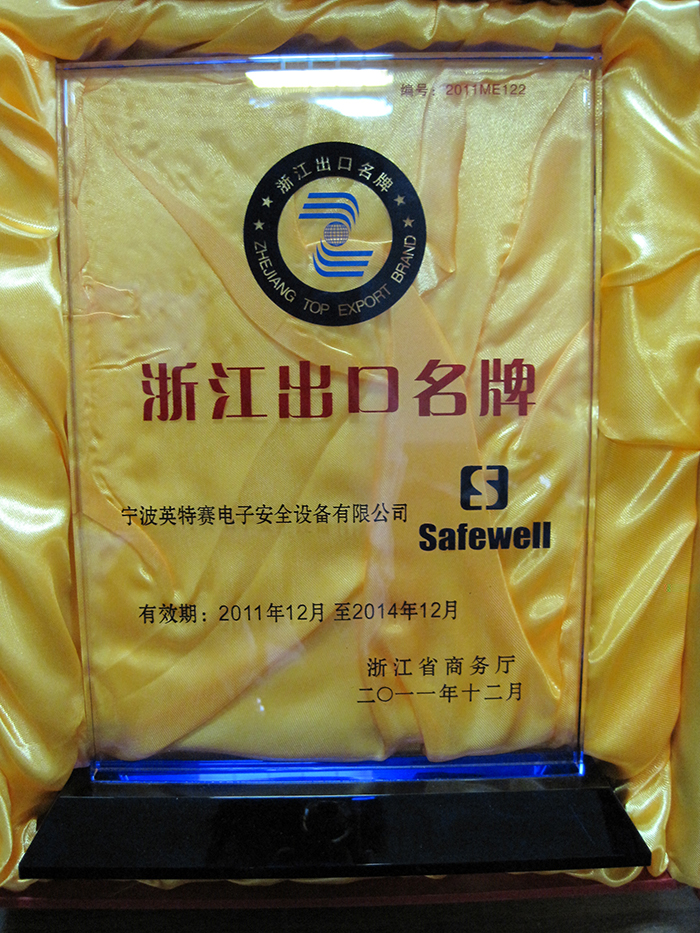 编号：2011ME122
浙江出口名牌
ZHEJIANG TOP EXPORT BRAND
浙江出口名牌
宁波英特赛电子安全设备有限公司
Safewell
有效期：2011年12月 至2014年12月
浙江省商务厅
二〇一一年十二月